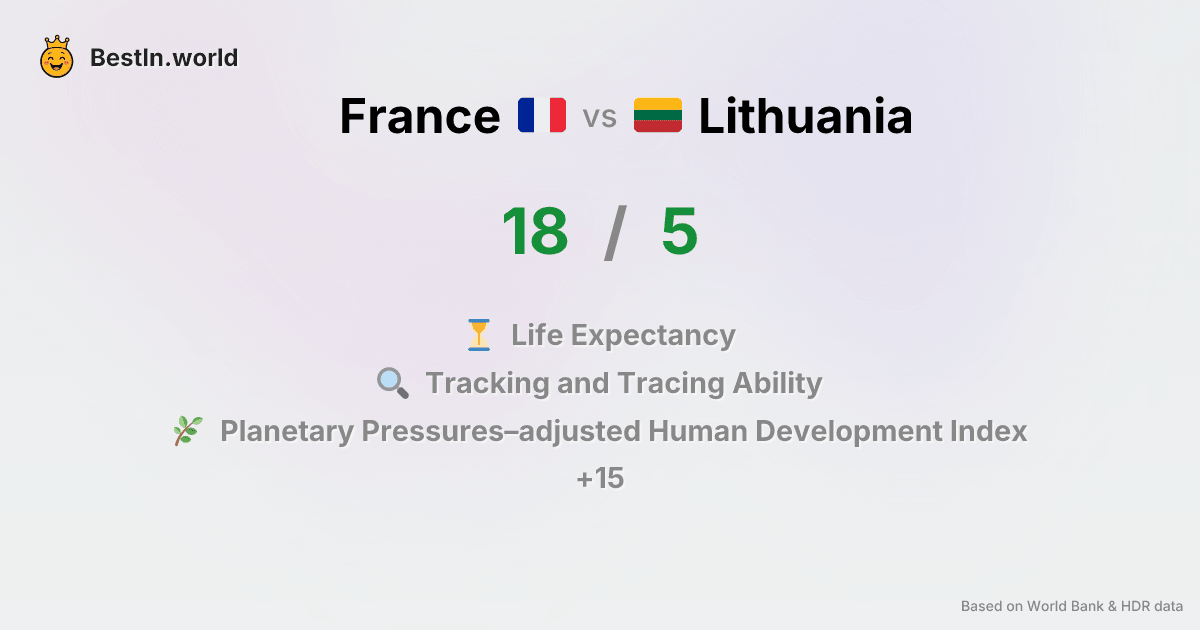 BestIn.world
France vs Lithuania
18 / 5
Life Expectancy
Tracking and Tracing Ability
Planetary Pressures–adjusted Human Development Index
+15
Based on World Bank & HDR data